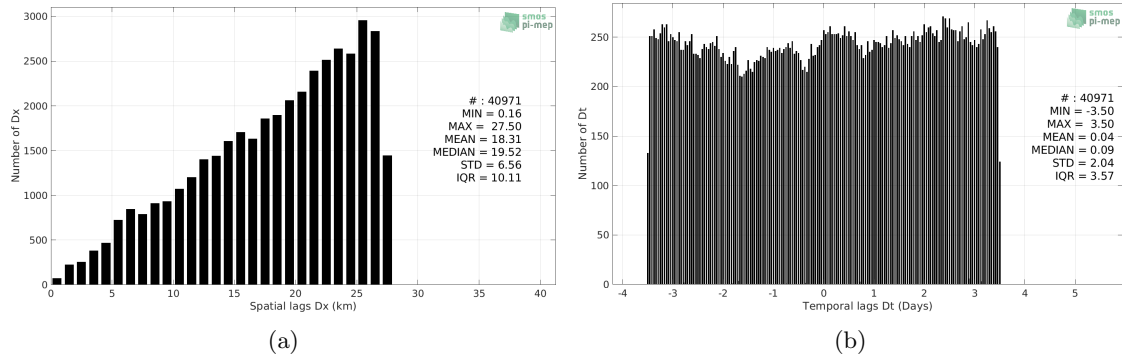 3000
2500
2000
1500
1000
500
0
Number of Dx
smos
pi-mep
# : 40971
MIN = 0.16
MAX = 27.50
MEAN = 18.31
MEDIAN = 19.52
STD = 6.56
IQR = 10.11
0 5 10 15 20 25 30 35 40
Spatial lags Dx (km)
(a)
250
200
150
100
50
0
Number of Dt
smos
pi-mep
# : 40971
MIN = -3.50
MAX = 3.50
MEAN = 0.04
MEDIAN = 0.09
STD = 2.04
IQR = 3.57
-4 -3 -2 -1 0 1 2 3 4 5
Temporal lags Dt (Days)
(b)